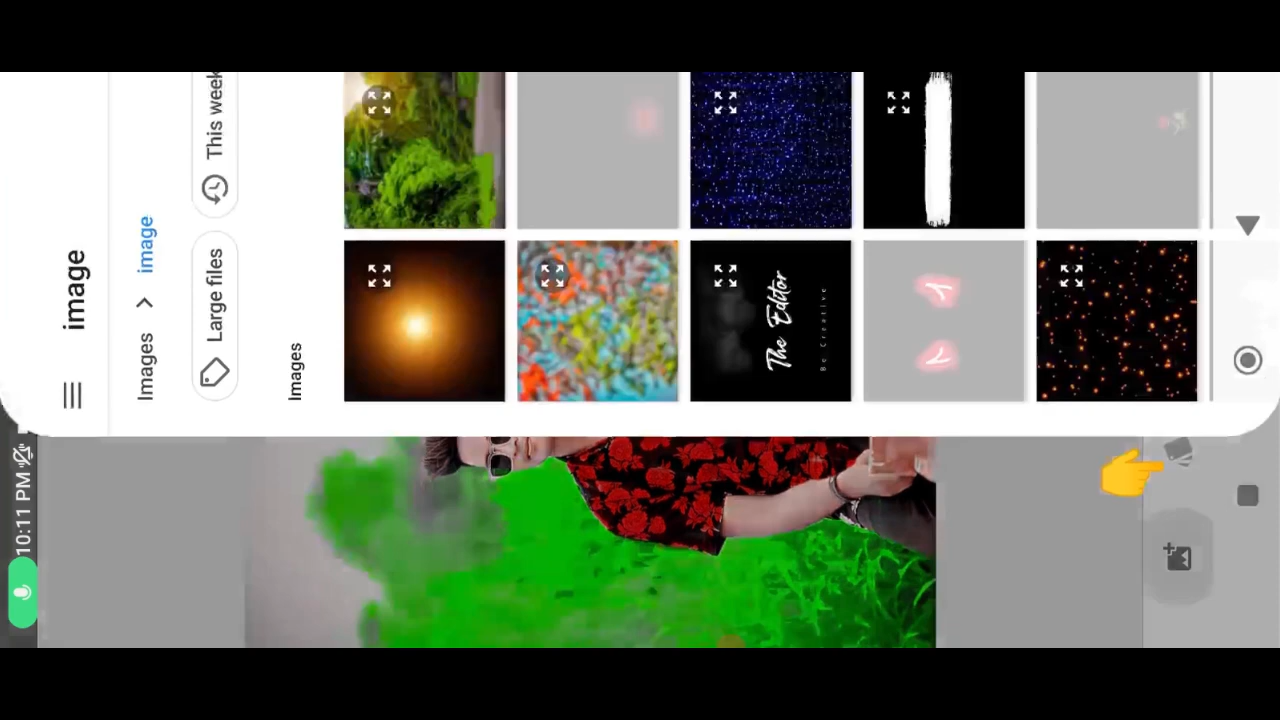 10:11 PM
image
Images > image
Large files
This week
Images
The Editor
Be Creative